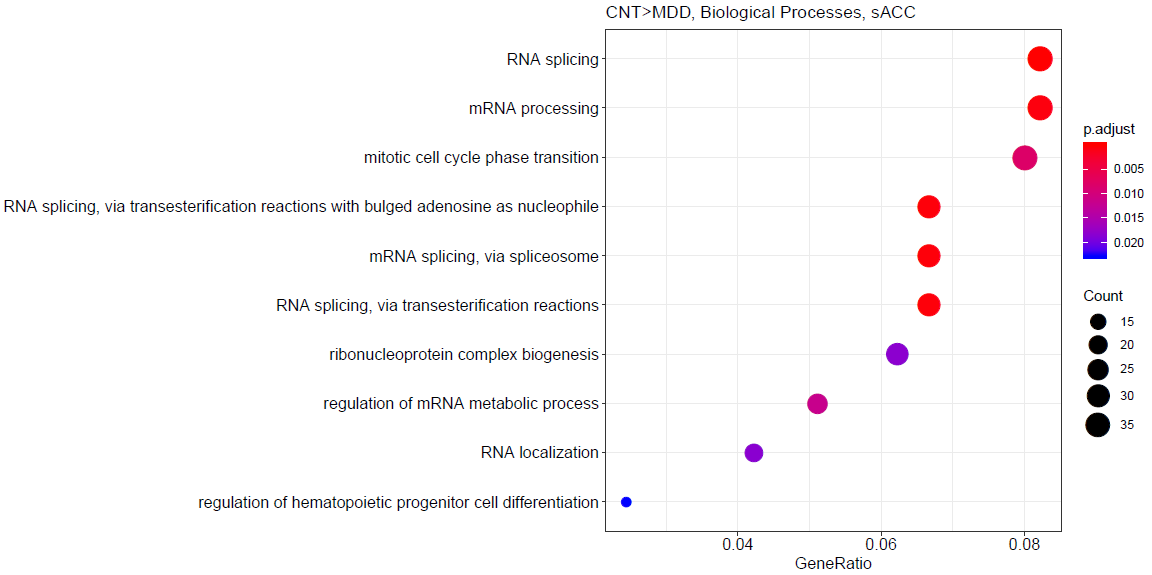 CNT>MDD, Biological Processes, sACC
RNA splicing
mRNA processing
mitotic cell cycle phase transition
RNA splicing, via transesterification reactions with bulged adenosine as nucleophile
mRNA splicing, via spliceosome
RNA splicing, via transesterification reactions
ribonucleoprotein complex biogenesis
regulation of mRNA metabolic process
RNA localization
regulation of hematopoietic progenitor cell differentiation
0.04 0.06 0.08
GeneRatio
p.adjust
0.005
0.010
0.015
0.020
Count
15
20
25
30
35